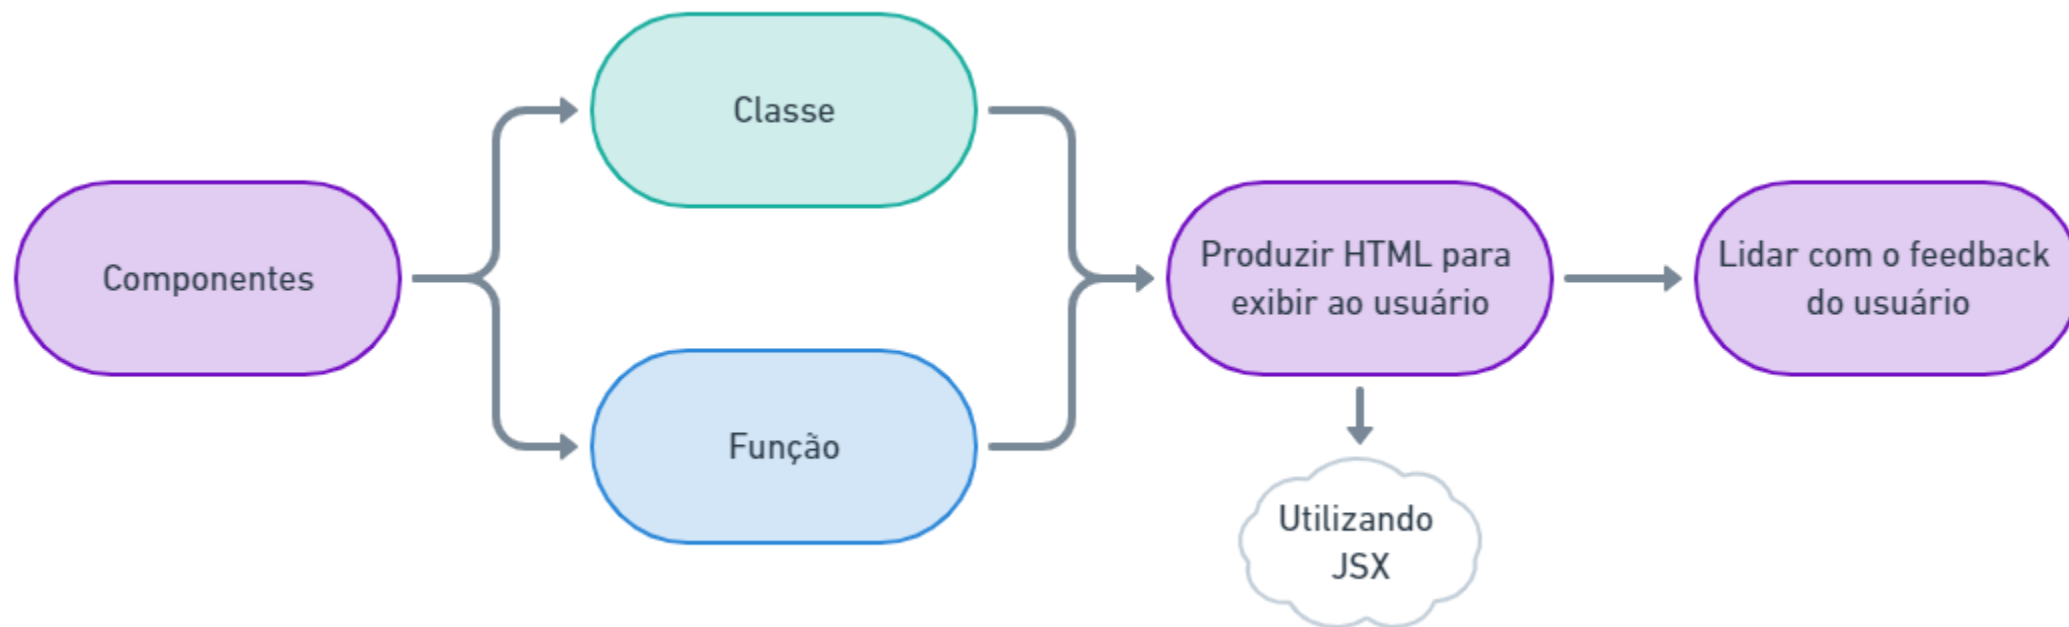 Classe
Componentes
Função
Produzir HTML para
exibir ao usuário
Utilizando
JSX
Lidar com o feedback
do usuário